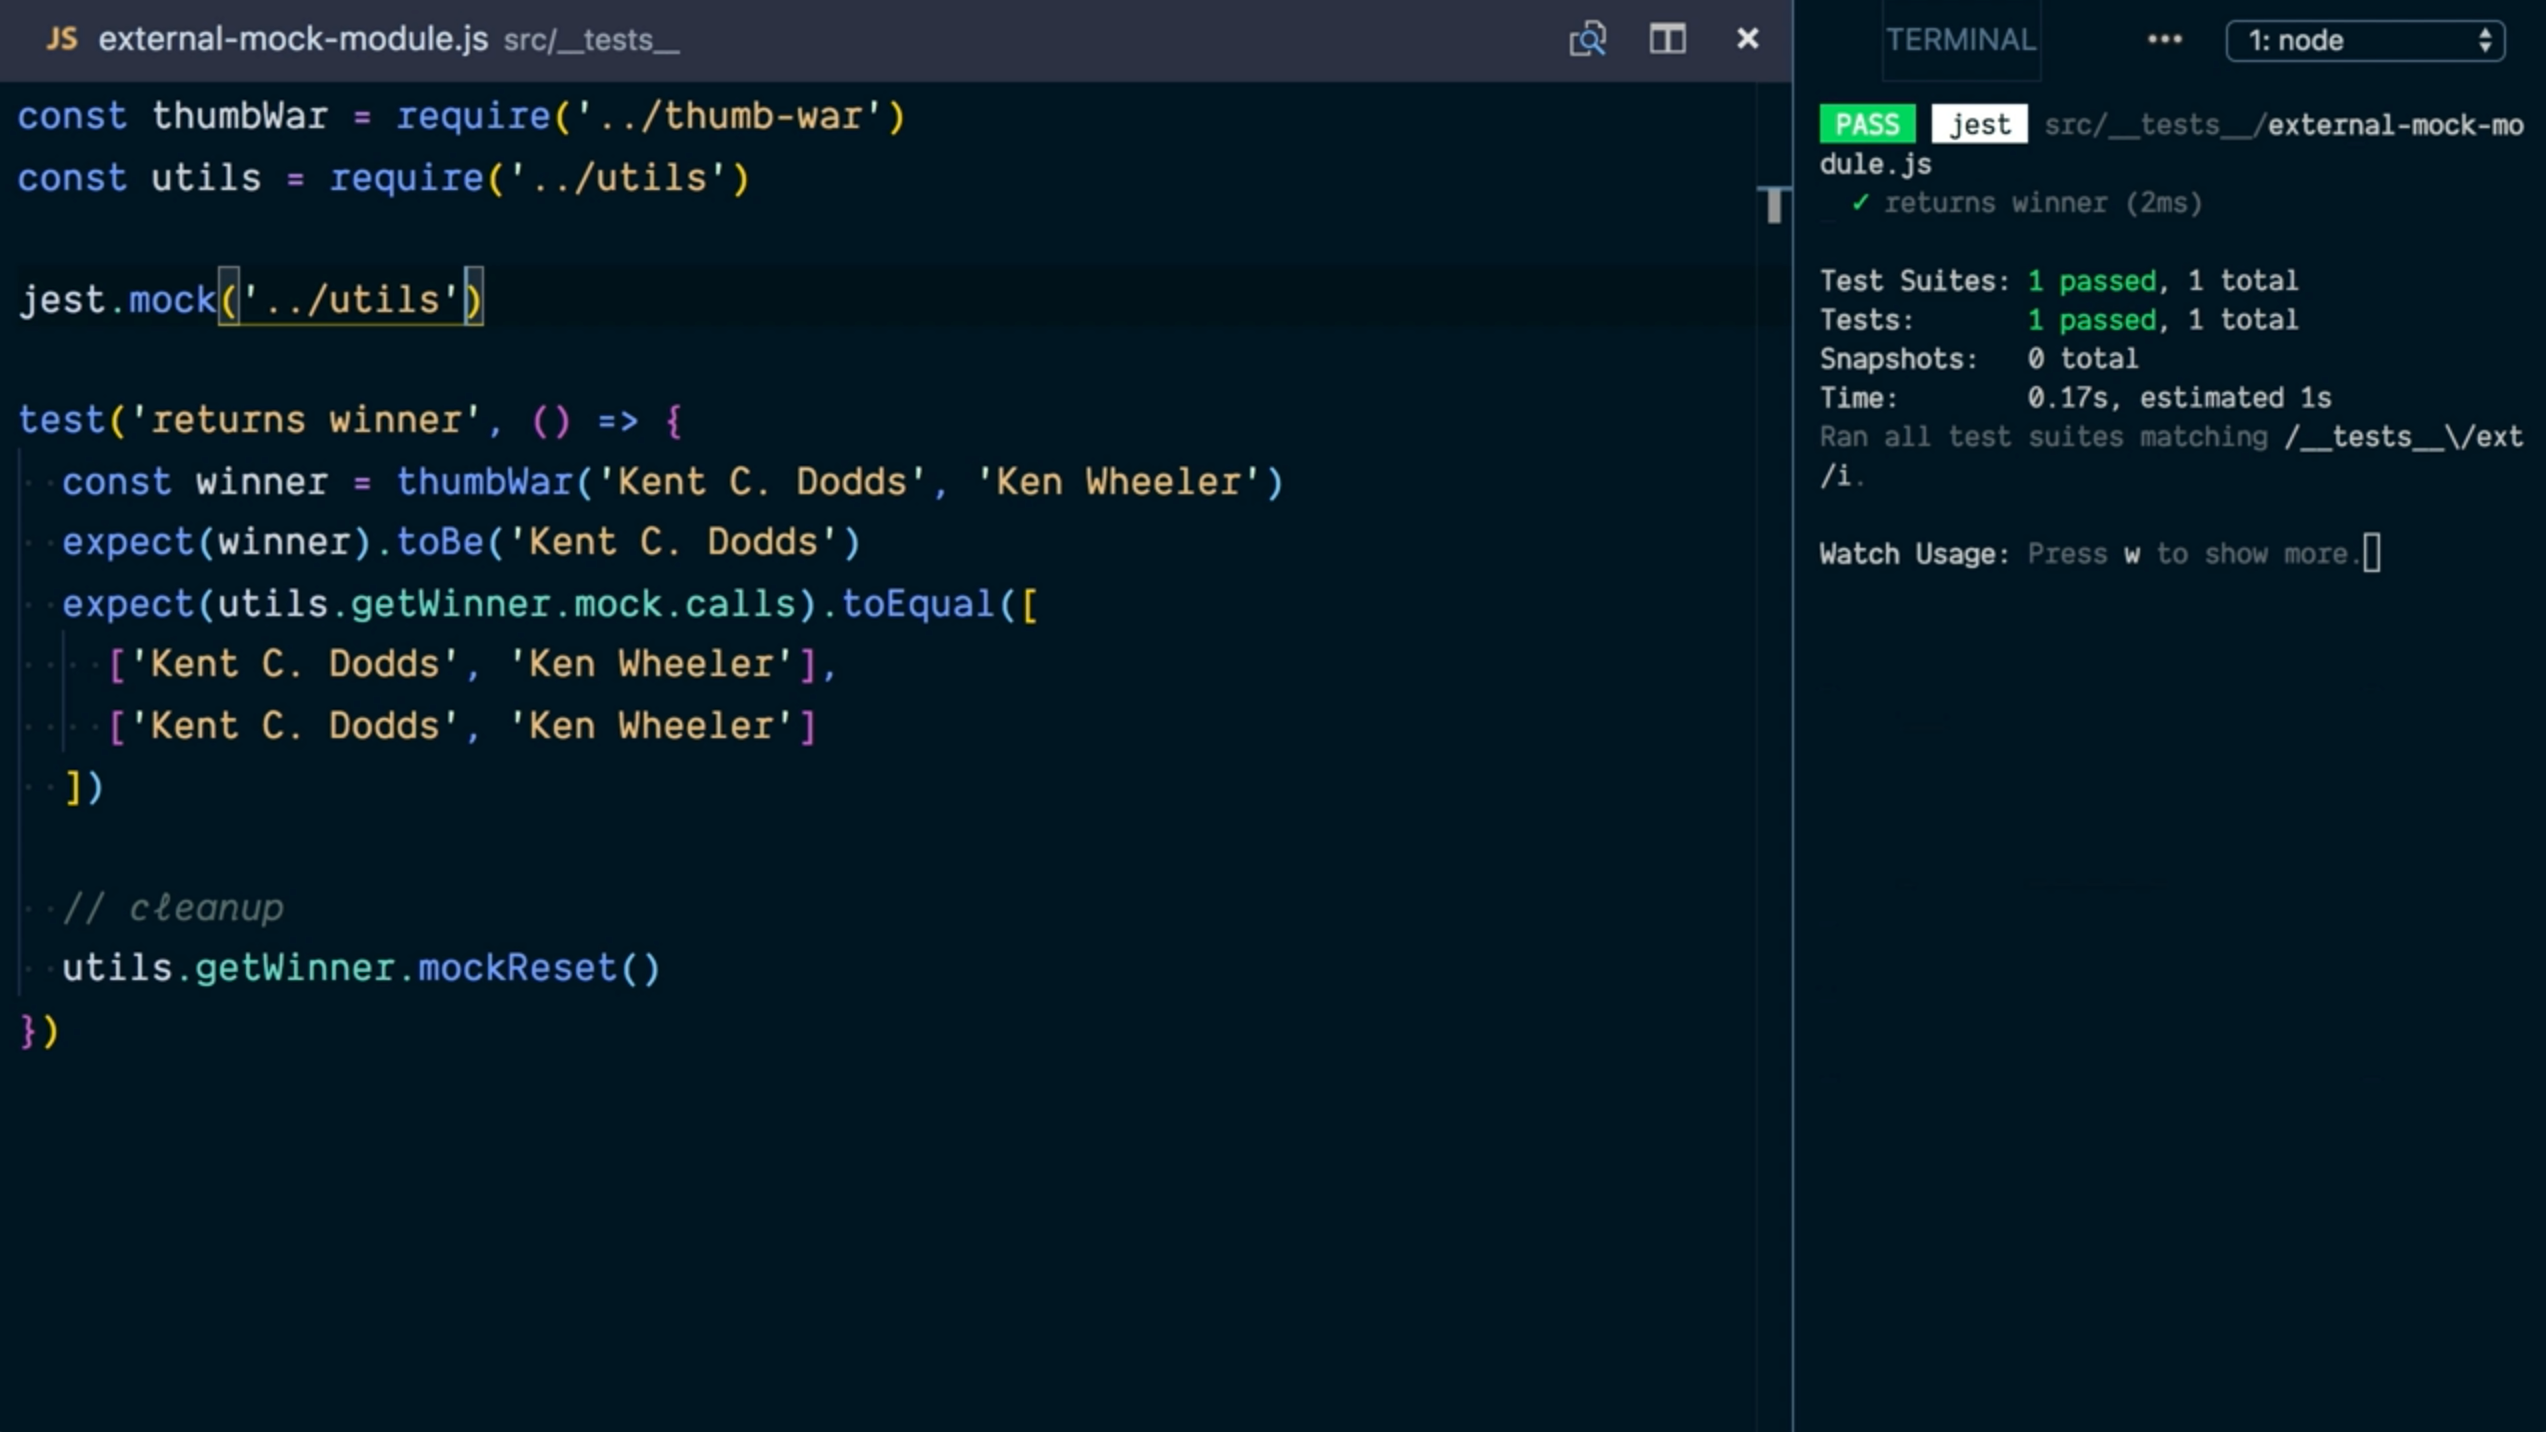 JS external-mock-module.js src/__tests__
const thumbWar = require('../thumb-war')
const utils = require('../utils')
jest.mock('../utils')
test('returns winner', () => {
const winner = thumbWar('Kent C. Dodds', 'Ken Wheeler')
expect(winner).toBe('Kent C. Dodds')
expect(utils.getWinner.mock.calls).toEqual([
['Kent C. Dodds', 'Ken Wheeler'],
['Kent C. Dodds', 'Ken Wheeler']
])
// cleanup
utils.getWinner.mockReset()
})
TERMINAL ••• 1: node
PASS jest src/__tests__/external-mock-mo
dule.js
✓ returns winner (2ms)
Test Suites: 1 passed, 1 total
Tests: 1 passed, 1 total
Snapshots: 0 total
Time: 0.17s, estimated 1s
Ran all test suites matching /__tests__\/ext
/i.
Watch Usage: Press w to show more.